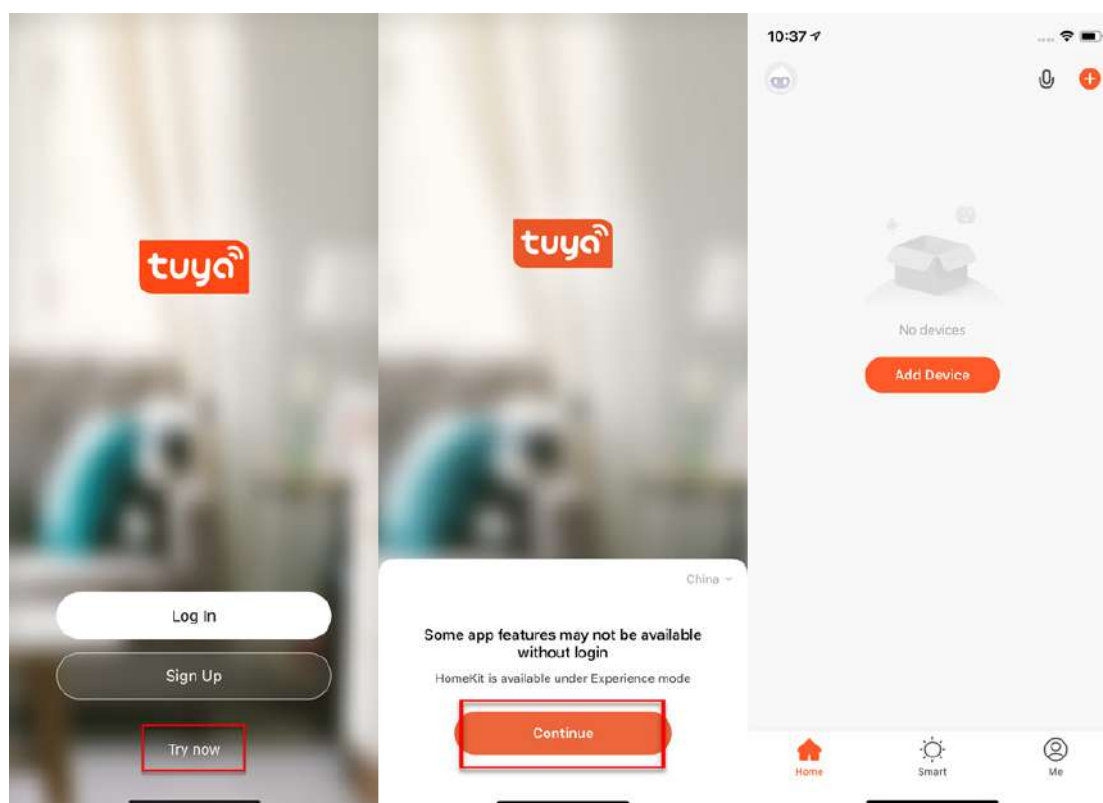 tuya
Log In
Sign Up
Try now
tuya
China
Some app features may not be available
without login
HomeKit is available under Experience mode
Continue
10:37
No devices
Add Device
Home
Smart
Me